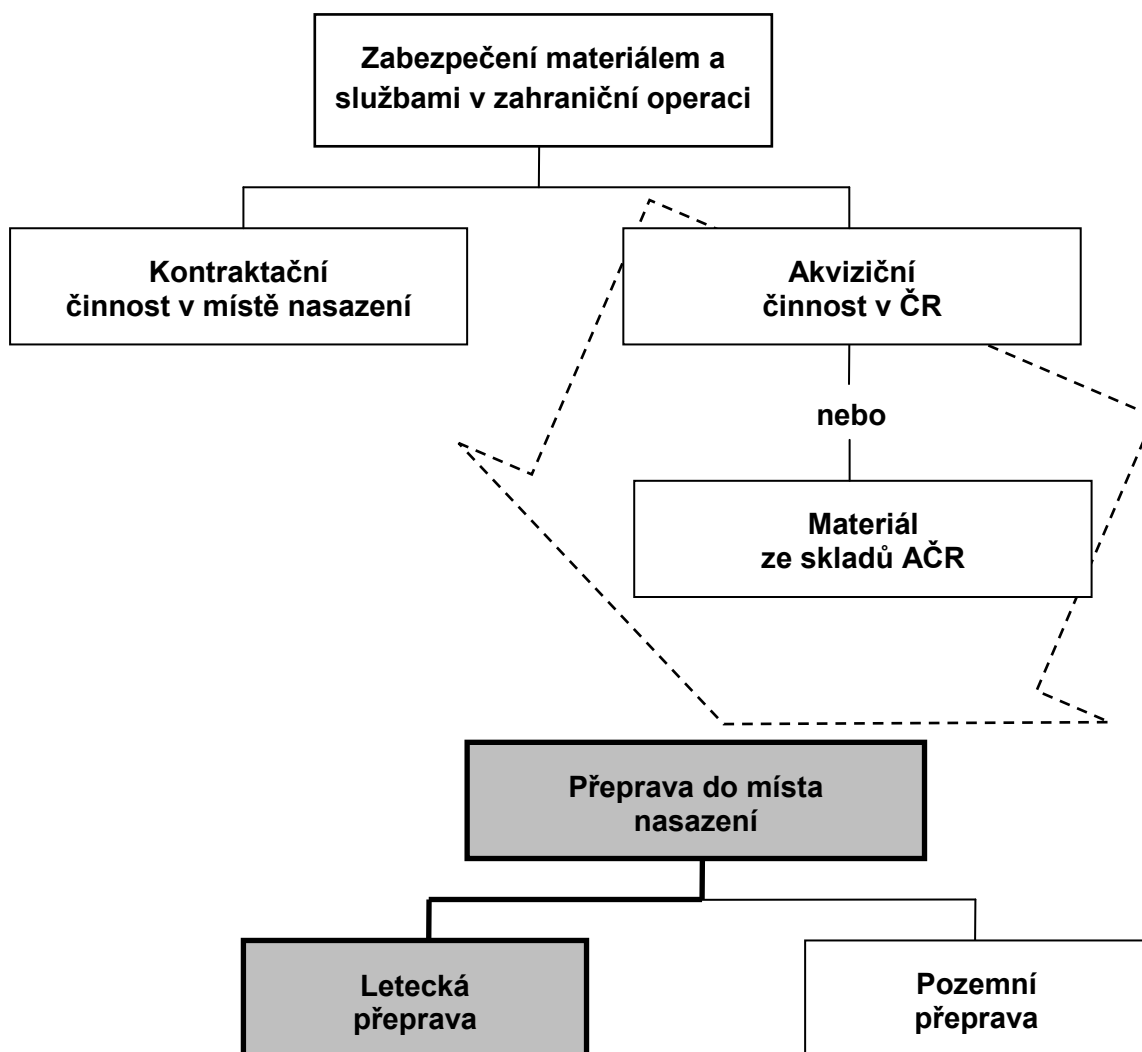 Zabezpečení materiálem a
službami v zahraniční operaci
Kontraktační
činnost v místě nasazení
Akviziční
činnost v ČR
nebo
Materiál
ze skladů AČR
Přeprava do místa
nasazení
Letecká
přeprava
Pozemní
přeprava